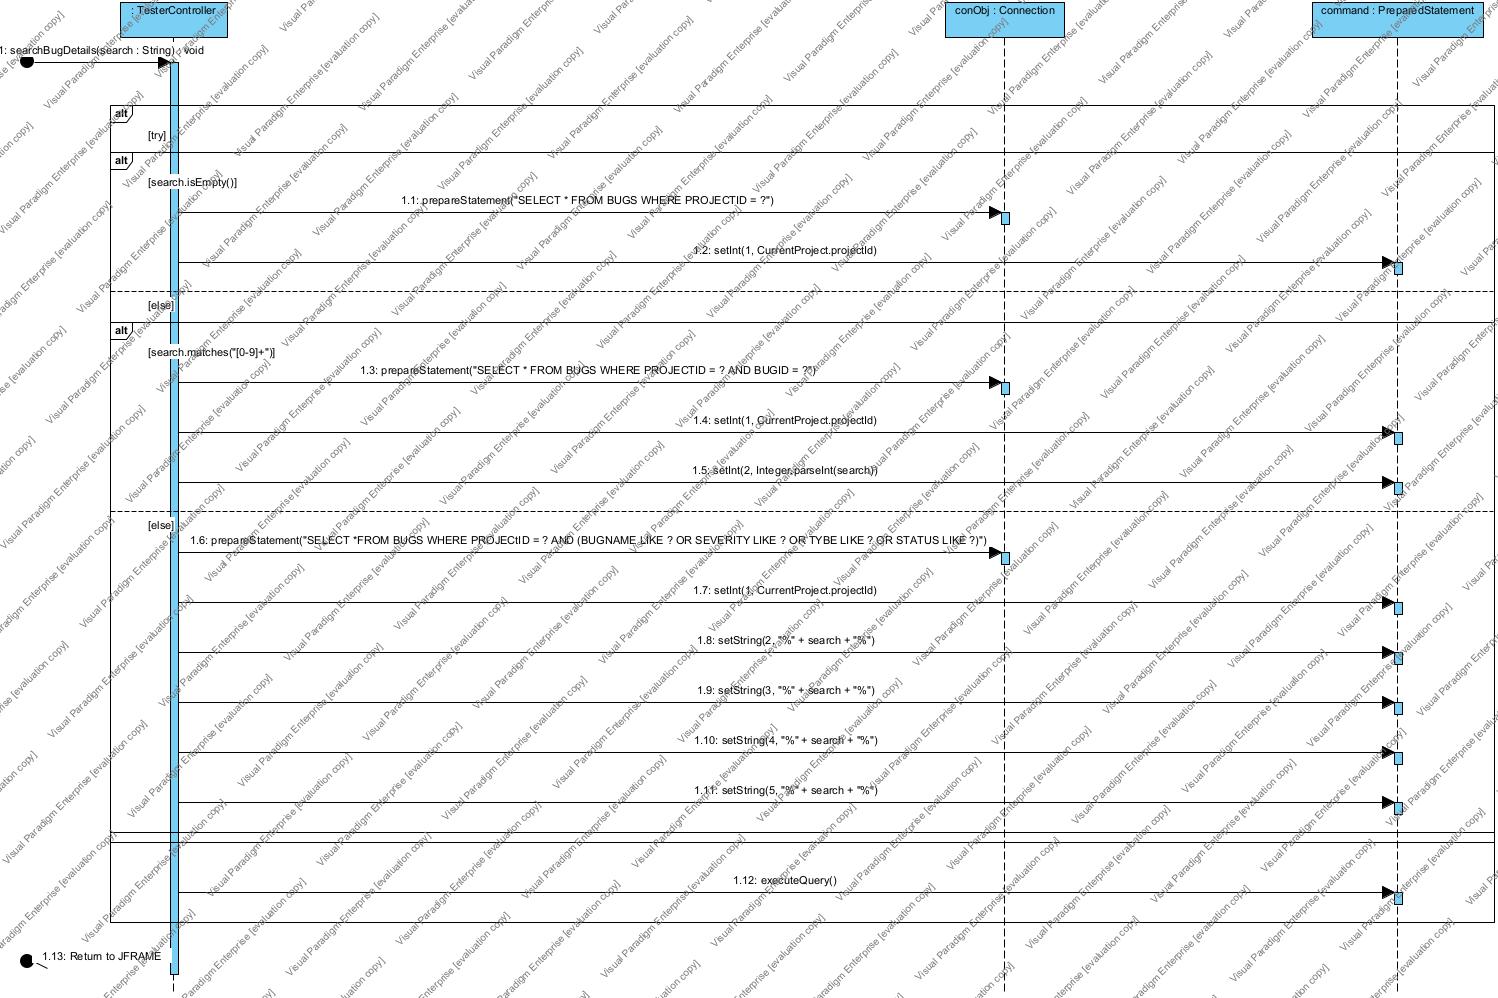 : TesterController
conObj : Connection
command : PreparedStatement
1: searchBugDetails(search : String) : void
alt
[try]
alt
[search.isEmpty()]
1.1: prepareStatement("SELECT * FROM BUGS WHERE PROJECTID = ?")
1.2: setInt(1, CurrentProject.projectId)
[else]
alt
[search.matches("[0-9]+")]
1.3: prepareStatement("SELECT * FROM BUGS WHERE PROJECTID = ? AND BUGID = ?")
1.4: setInt(1, CurrentProject.projectId)
1.5: setInt(2, Integer.parseInt(search))
[else]
1.6: prepareStatement("SELECT *FROM BUGS WHERE PROJECtID = ? AND (BUGNAME LIKE ? OR SEVERITY LIKE ? OR TYBE LIKE ? OR STATUS LIKE ?)")
1.7: setInt(1, CurrentProject.projectId)
1.8: setString(2, "%" + search + "%")
1.9: setString(3, "%" + search + "%")
1.10: setString(4, "%" + search + "%")
1.11: setString(5, "%" + search + "%")
1.12: executeQuery()
1.13: Return to JFRAME
Visual Paradigm Enterprise [evaluation copy]